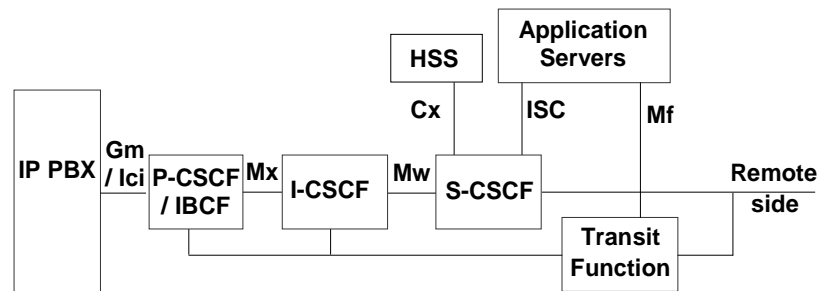 Application
Servers
HSS
Cx
ISC
Mf
IP PBX
Gm
/ Ici
P-CSCF
/ IBCF
Mx
I-CSCF
Mw
S-CSCF
Remote
side
Transit
Function